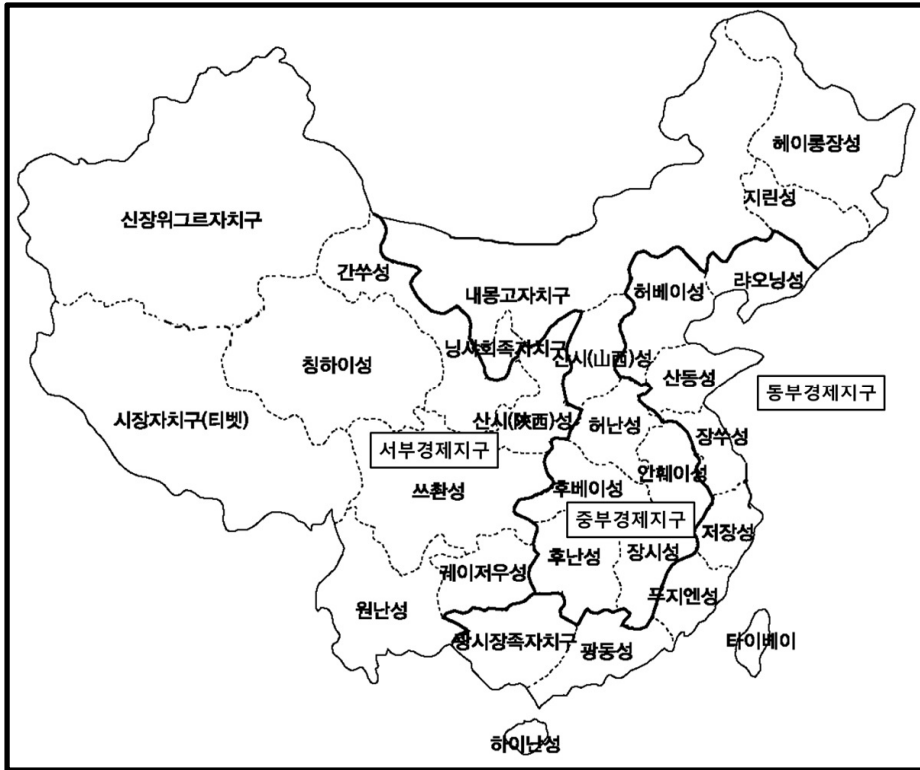 헤이룽장성
지린성
신장위그르자치구
간쑤성
내몽고자치구
허베이성
랴오닝성
닝샤회족자치구
산시(山西)성
칭하이성
산동성
동부경제지구
시장자치구(티벳)
산시(陜西)성
허난성
장쑤성
서부경제지구
안훼이성
쓰촨성
후베이성
중부경제지구
저장성
후난성
장시성
궤이저우성
푸지엔성
원난성
광시장족자치구
광동성
타이베이
하이난성